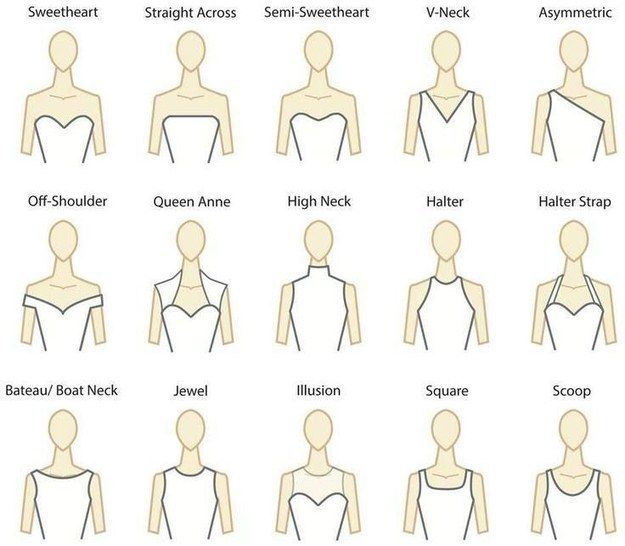 Sweetheart
Straight Across
Semi-Sweetheart
V-Neck
Asymmetric
Off-Shoulder
Queen Anne
High Neck
Halter
Halter Strap
Bateau/ Boat Neck
Jewel
Illusion
Square
Scoop